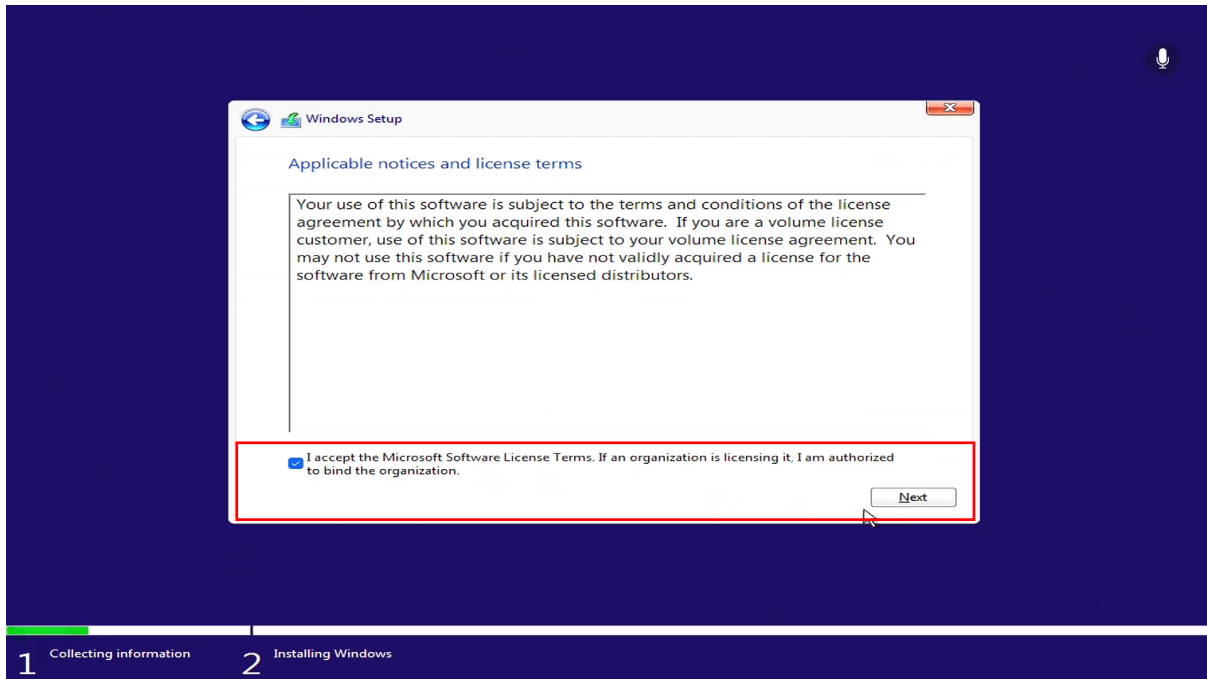 Windows Setup
Applicable notices and license terms
Your use of this software is subject to the terms and conditions of the license
agreement by which you acquired this software.  If you are a volume license
customer, use of this software is subject to your volume license agreement.  You
may not use this software if you have not validly acquired a license for the
software from Microsoft or its licensed distributors.
I accept the Microsoft Software License Terms. If an organization is licensing it, I am authorized
to bind the organization.
Next
1 Collecting information
2 Installing Windows